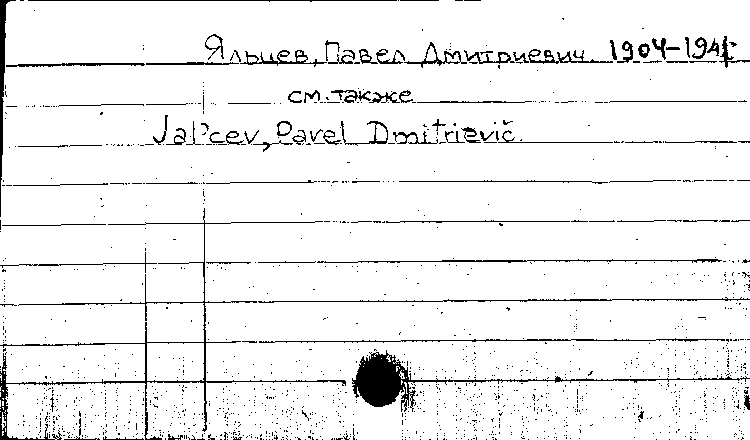 Яльцев, Павел Дмитриевич. 1904-1941
см. также
Jal'cev, Pavel Dmitrievič.